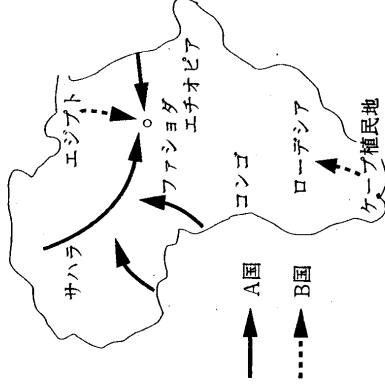 エジプト
サハラ
ファショダ
エチオピア
コンゴ
ローデシア
ケープ植民地
A国
B国